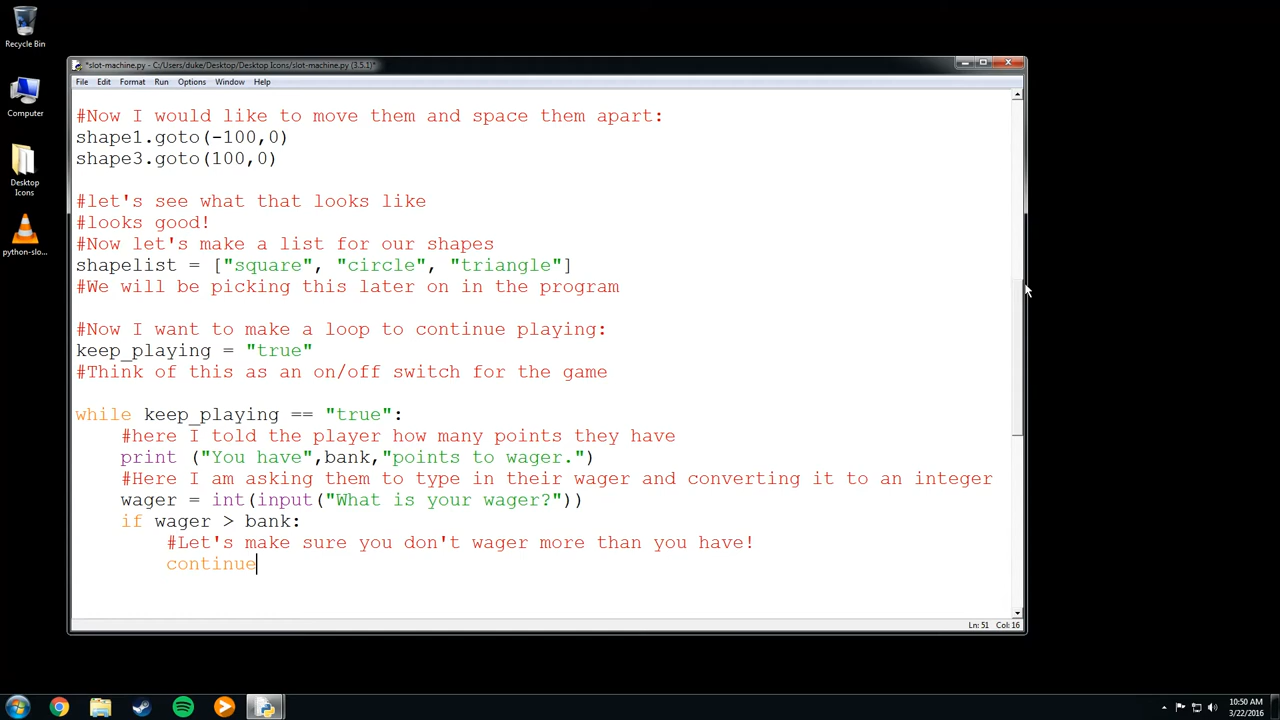 Recycle Bin
Computer
Desktop
Icons
python-slo...
*slot-machine.py - C:/Users/duke/Desktop/Desktop Icons/slot-machine.py (3.5.1)*
File Edit Format Run Options Window Help
#Now I would like to move them and space them apart:
shape1.goto(-100,0)
shape3.goto(100,0)
#let's see what that looks like
#looks good!
#Now let's make a list for our shapes
shapelist = ["square", "circle", "triangle"]
#We will be picking this later on in the program
#Now I want to make a loop to continue playing:
keep_playing = "true"
#Think of this as an on/off switch for the game
while keep_playing == "true":
#here I told the player how many points they have
print ("You have",bank,"points to wager.")
#Here I am asking them to type in their wager and converting it to an integer
wager = int(input("What is your wager?"))
if wager > bank:
#Let's make sure you don't wager more than you have!
continue
Ln: 51 Col: 16
10:50 AM
3/22/2016